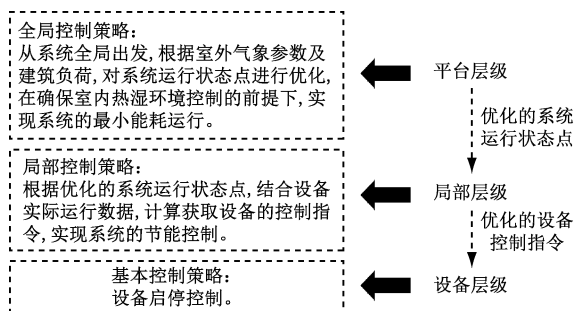 全局控制策略:
从系统全局出发,根据室外气象参数及
建筑负荷,对系统运行状态点进行优化,
在确保室内热湿环境控制的前提下,实
现系统的最小能耗运行。
平台层级
优化的系统
运行状态点
局部控制策略:
根据优化的系统运行状态点,结合设备
实际运行数据,计算获取设备的控制指
令,实现系统的节能控制。
局部层级
优化的设备
控制指令
基本控制策略:
设备启停控制。
设备层级